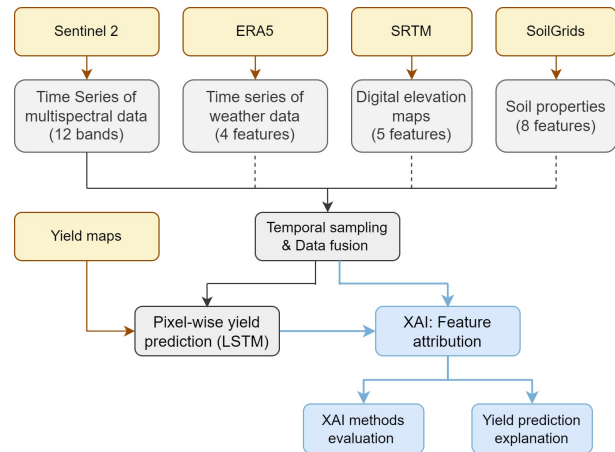 Sentinel 2
ERA5
SRTM
SoilGrids
Time Series of
multispectral data
(12 bands)
Time series of
weather data
(4 features)
Digital elevation
maps
(5 features)
Soil properties
(8 features)
Yield maps
Temporal sampling
& Data fusion
Pixel-wise yield
prediction (LSTM)
XAI: Feature
attribution
XAI methods
evaluation
Yield prediction
explanation